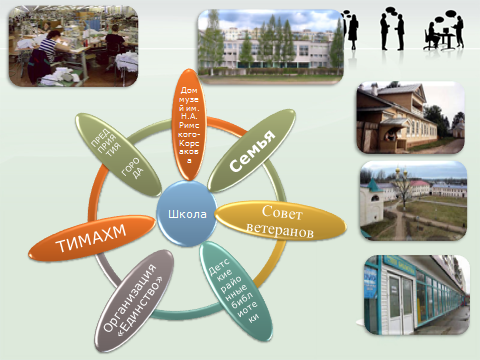 Дом
музе
й им.
Н.А.
Римс
кого-
Корс
аков
а
Семья
Совет
ветеранов
Детс
кие
райо
нные
библ
иоте
ки
Организация
«Единство»
ТИМАХМ
ПРЕД
ПРИЯ
ТИЯ
ГОРО
ДА
Школа